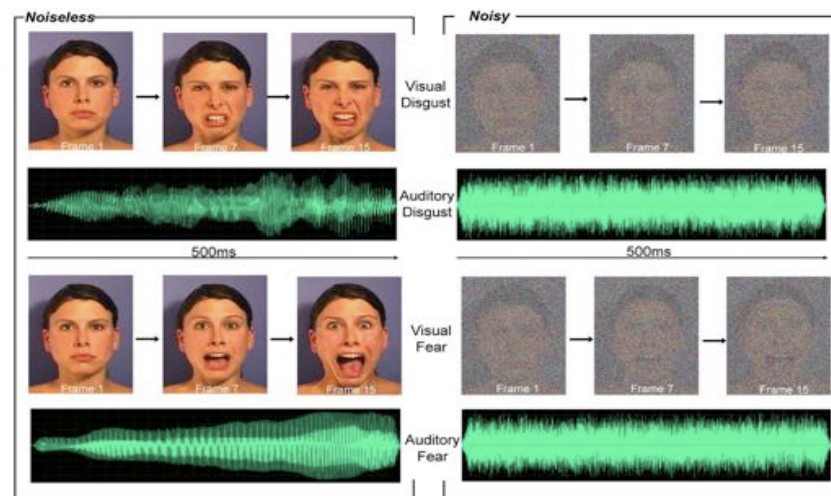 Noiseless
Noisy
Frame 1
Frame 7
Frame 15
Visual
Disgust
Frame 1
Frame 7
Frame 15
Auditory
Disgust
500ms
500ms
Frame 1
Frame 7
Frame 15
Visual
Fear
Frame 1
Frame 7
Frame 15
Auditory
Fear